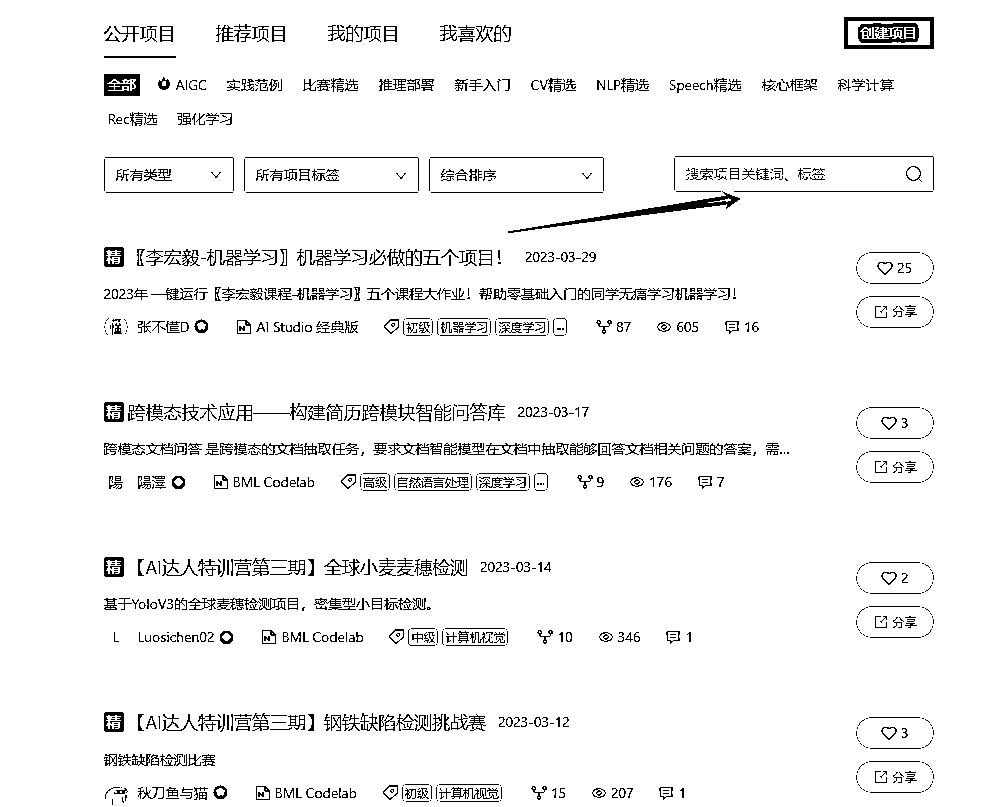 公开项目 推荐项目 我的项目 我喜欢的 创建项目
全部 AIGC 实践范例 比赛精选 推理部署 新手入门 CV精选 NLP精选 Speech精选 核心框架 科学计算
Rec精选 强化学习
所有类型 所有项目标签 综合排序 搜索项目关键词、标签
精 〖李宏毅-机器学习〗机器学习必做的五个项目! 2023-03-29
25
2023年 一键运行〖李宏毅课程-机器学习〗五个课程大作业!帮助零基础入门的同学无痛学习机器学习!
分享
懂 张不懂D AI Studio 经典版 初级 机器学习 深度学习 ... 87 605 16
精 跨模态技术应用——构建简历跨模块智能问答库 2023-03-17
3
跨模态文档问答 是跨模态的文档抽取任务,要求文档智能模型在文档中抽取能够回答文档相关问题的答案,需...
分享
陽 陽澤 BML Codelab 高级 自然语言处理 深度学习 ... 9 176 7
精 【AI达人特训营第三期】全球小麦麦穗检测 2023-03-14
2
基于YoloV3的全球麦穗检测项目,密集型小目标检测。
分享
L Luosichen02 BML Codelab 中级 计算机视觉 10 346 1
精 【AI达人特训营第三期】钢铁缺陷检测挑战赛 2023-03-12
3
钢铁缺陷检测比赛
分享
秋刀鱼与猫 BML Codelab 初级 计算机视觉 15 207 1